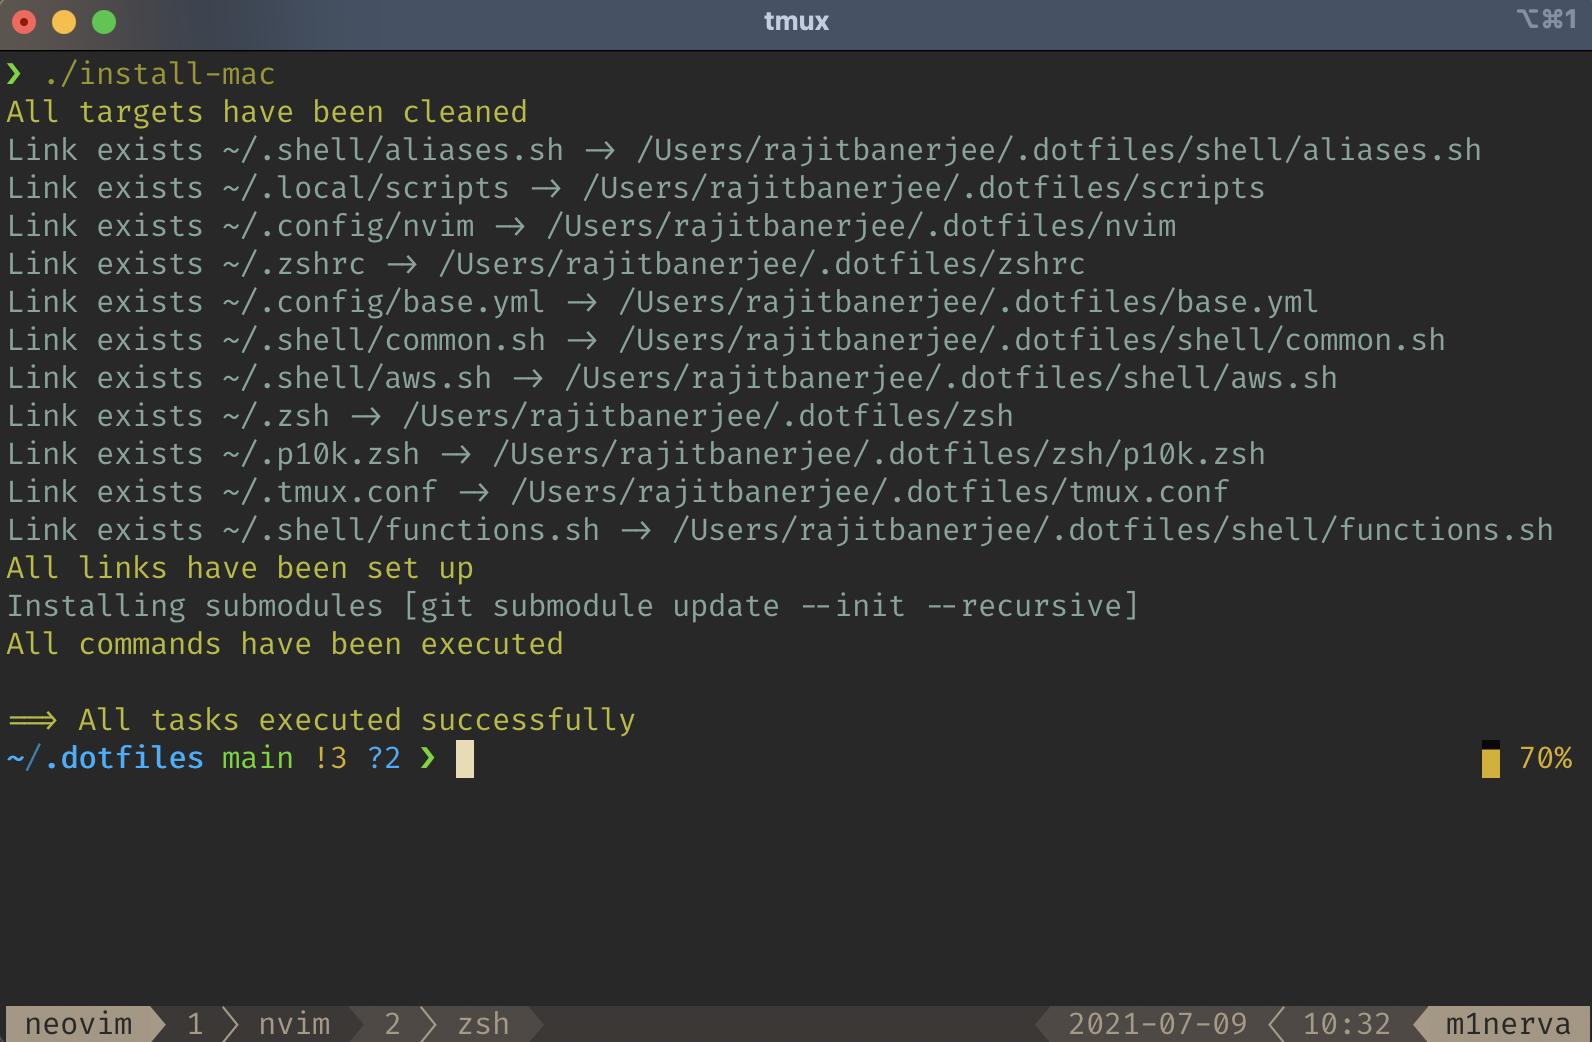 tmux ⌥⌘1
❯ ./install-mac
All targets have been cleaned
Link exists ~/.shell/aliases.sh -> /Users/rajitbanerjee/.dotfiles/shell/aliases.sh
Link exists ~/.local/scripts -> /Users/rajitbanerjee/.dotfiles/scripts
Link exists ~/.config/nvim -> /Users/rajitbanerjee/.dotfiles/nvim
Link exists ~/.zshrc -> /Users/rajitbanerjee/.dotfiles/zshrc
Link exists ~/.config/base.yml -> /Users/rajitbanerjee/.dotfiles/base.yml
Link exists ~/.shell/common.sh -> /Users/rajitbanerjee/.dotfiles/shell/common.sh
Link exists ~/.shell/aws.sh -> /Users/rajitbanerjee/.dotfiles/shell/aws.sh
Link exists ~/.zsh -> /Users/rajitbanerjee/.dotfiles/zsh
Link exists ~/.p10k.zsh -> /Users/rajitbanerjee/.dotfiles/zsh/p10k.zsh
Link exists ~/.tmux.conf -> /Users/rajitbanerjee/.dotfiles/tmux.conf
Link exists ~/.shell/functions.sh -> /Users/rajitbanerjee/.dotfiles/shell/functions.sh
All links have been set up
Installing submodules [git submodule update --init --recursive]
All commands have been executed
==> All tasks executed successfully
~/.dotfiles main !3 ?2 ❯ 70%
neovim 1 nvim 2 zsh 2021-07-09 10:32 m1nerva